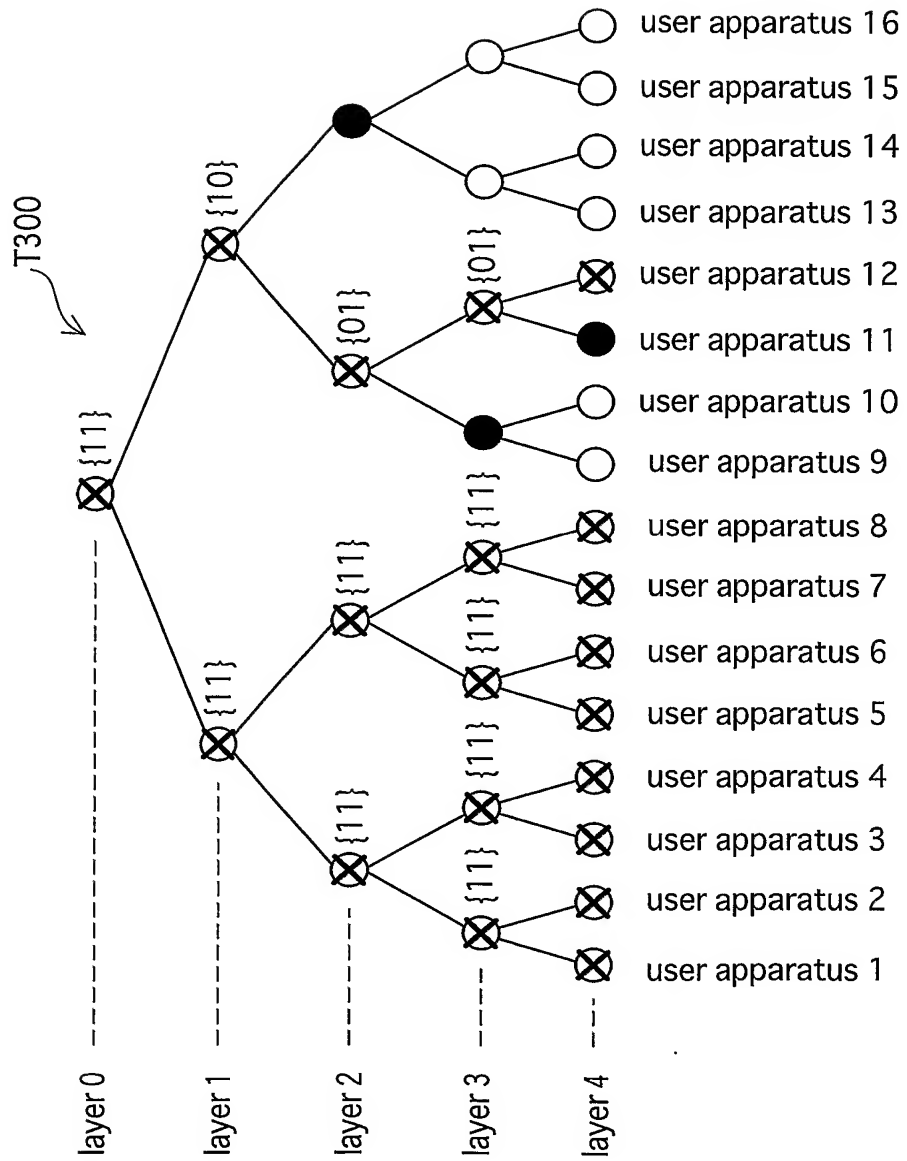 T300
layer 0
{11}
layer 1
{11}
{10}
layer 2
{11}
{11}
{01}
layer 3
{11}
{11}
{11}
{11}
{01}
layer 4
user apparatus 1
user apparatus 2
user apparatus 3
user apparatus 4
user apparatus 5
user apparatus 6
user apparatus 7
user apparatus 8
user apparatus 9
user apparatus 10
user apparatus 11
user apparatus 12
user apparatus 13
user apparatus 14
user apparatus 15
user apparatus 16